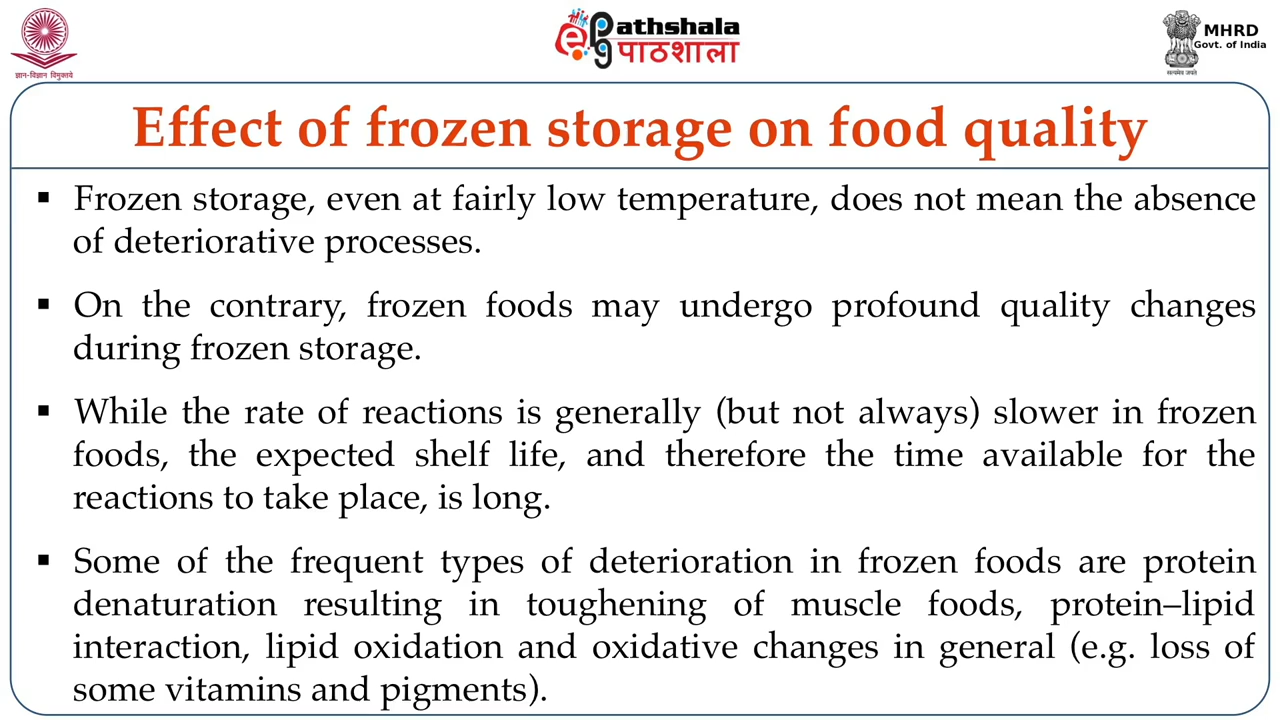 ePG Pathshala
पाठशाला
MHRD
Govt. of India
ज्ञान-विज्ञान विमुक्तये
सत्यमेव जयते
Effect of frozen storage on food quality
▪ Frozen storage, even at fairly low temperature, does not mean the absence
of deteriorative processes.
▪ On the contrary, frozen foods may undergo profound quality changes
during frozen storage.
▪ While the rate of reactions is generally (but not always) slower in frozen
foods, the expected shelf life, and therefore the time available for the
reactions to take place, is long.
▪ Some of the frequent types of deterioration in frozen foods are protein
denaturation resulting in toughening of muscle foods, protein–lipid
interaction, lipid oxidation and oxidative changes in general (e.g. loss of
some vitamins and pigments).